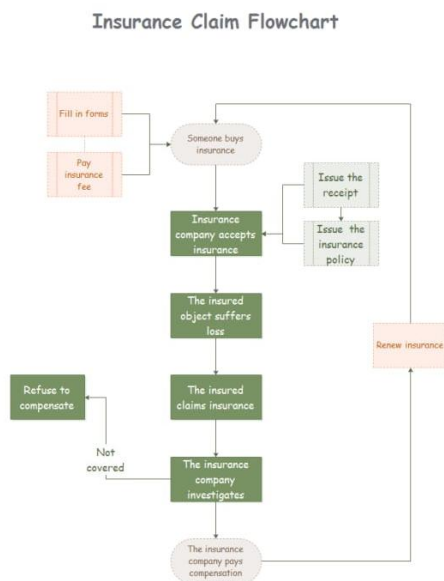 Insurance Claim Flowchart
Fill in forms
Pay
insurance
fee
Someone buys
insurance
Issue the
receipt
Issue the
insurance
policy
Insurance
company accepts
insurance
The insured
object suffers
loss
Renew insurance
Refuse to
compensate
The insured
claims insurance
Not
covered
The insurance
company
investigates
The insurance
company pays
compensation